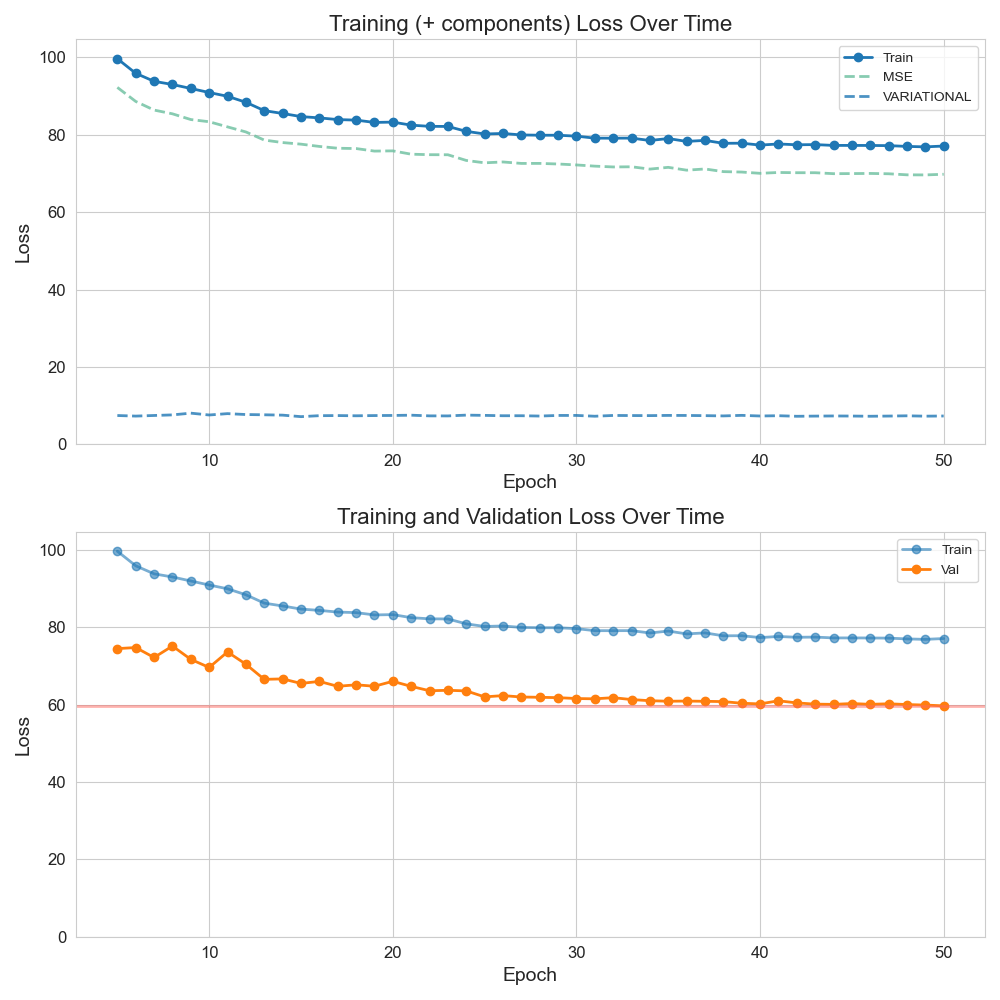 Training (+ components) Loss Over Time
Train
MSE
VARIATIONAL
100
80
60
40
20
0
Loss
10
20
30
40
50
Epoch
Training and Validation Loss Over Time
Train
Val
100
80
60
40
20
0
Loss
10
20
30
40
50
Epoch